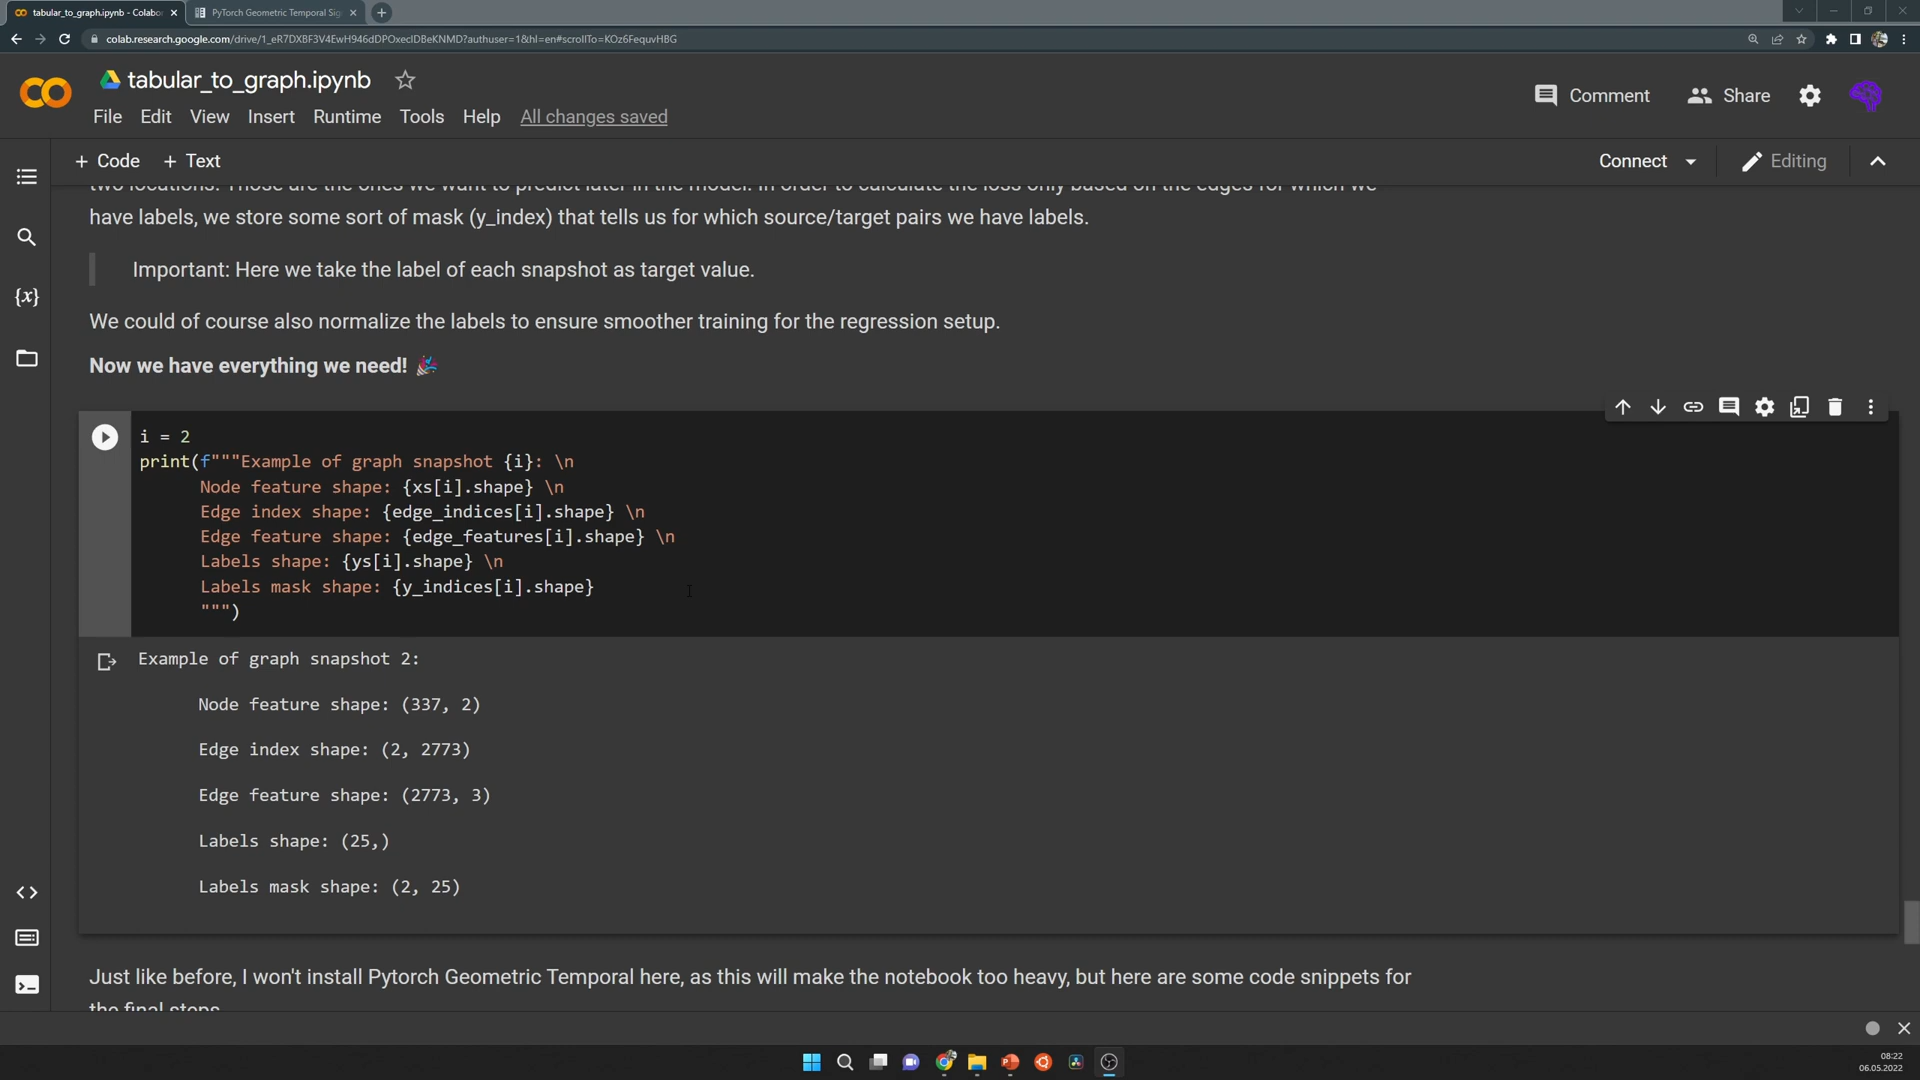 tabular_to_graph.ipynb - Colabo
PyTorch Geometric Temporal Sig
colab.research.google.com/drive/1_eR7DXBF3V4EwH946dDPOxeclDBeKNMD?authuser=1&hl=en#scrollTo=KOz6FequvHBG
tabular_to_graph.ipynb
Comment
Share
File Edit View Insert Runtime Tools Help All changes saved
+ Code + Text
Connect
Editing
two locations. Those are the ones we want to predict later in the model. In order to calculate the loss only based on the edges for which we
have labels, we store some sort of mask (y_index) that tells us for which source/target pairs we have labels.
Important: Here we take the label of each snapshot as target value.
We could of course also normalize the labels to ensure smoother training for the regression setup.
Now we have everything we need! 🎉
i = 2
print(f"""Example of graph snapshot {i}: \n
Node feature shape: {xs[i].shape} \n
Edge index shape: {edge_indices[i].shape} \n
Edge feature shape: {edge_features[i].shape} \n
Labels shape: {ys[i].shape} \n
Labels mask shape: {y_indices[i].shape}
""")
Example of graph snapshot 2:
Node feature shape: (337, 2)
Edge index shape: (2, 2773)
Edge feature shape: (2773, 3)
Labels shape: (25,)
Labels mask shape: (2, 25)
Just like before, I won't install Pytorch Geometric Temporal here, as this will make the notebook too heavy, but here are some code snippets for
the final steps
08:22
06.05.2022